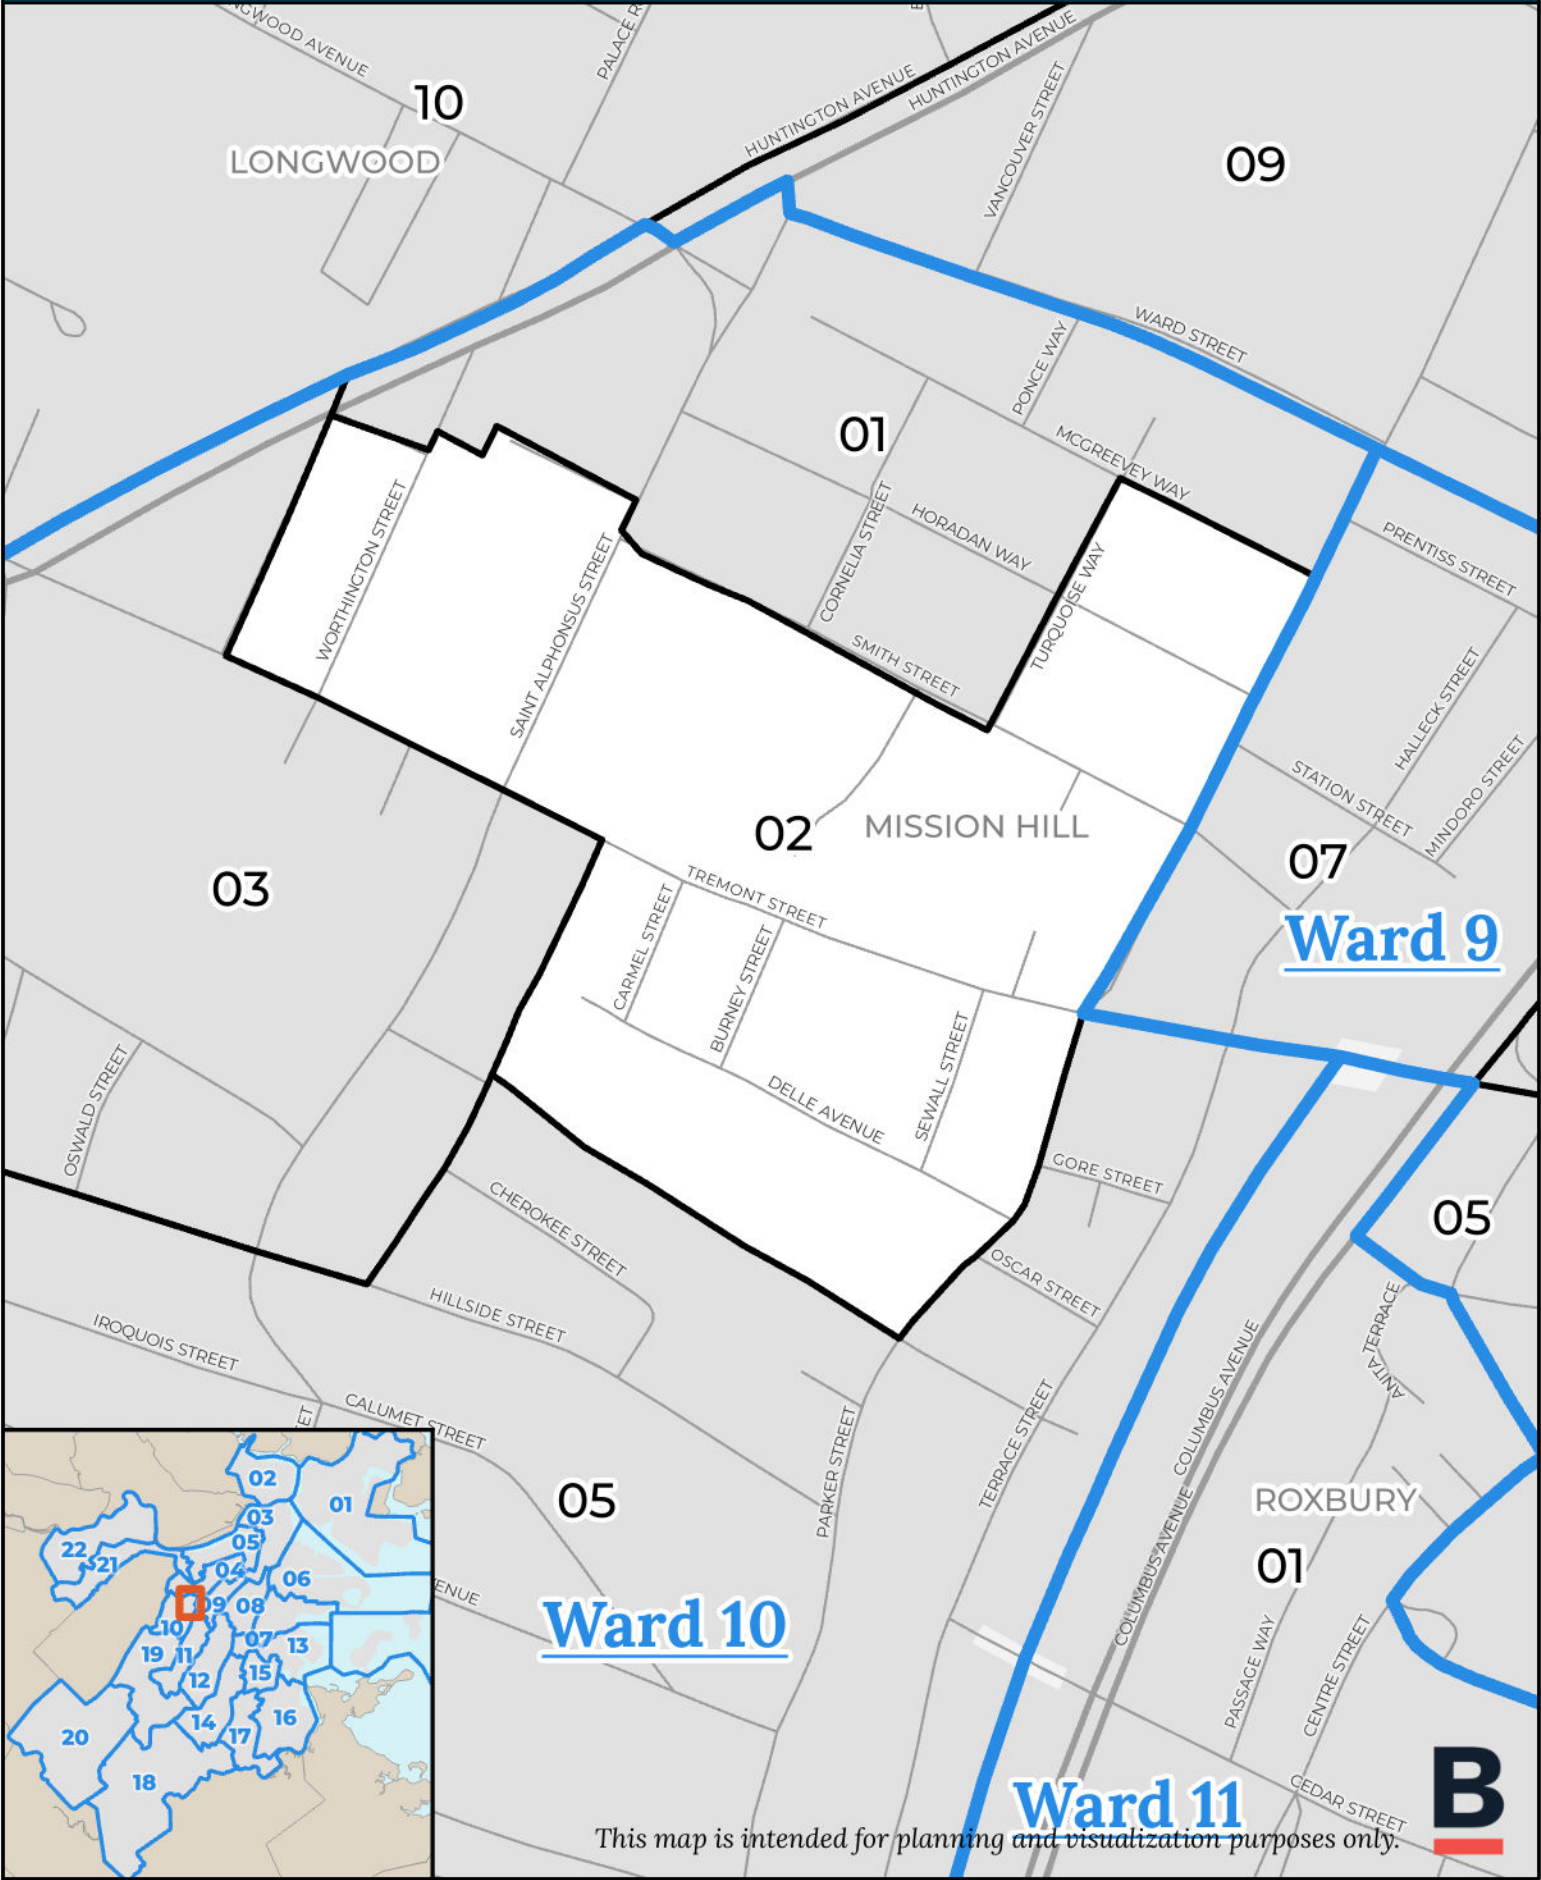 NGWOOD AVENUE
PALACE R
10
LONGWOOD
HUNTINGTON AVENUE
HUNTINGTON AVENUE
VANCOUVER STREET
09
WARD STREET
PONCE WAY
01
MCGREEVEY WAY
WORTHINGTON STREET
SAINT ALPHONSUS STREET
CORNELIA STREET
HORADAN WAY
TURQUOISE WAY
SMITH STREET
PRENTISS STREET
HALLECK STREET
MINDORO STREET
STATION STREET
02
MISSION HILL
03
07
Ward 9
TREMONT STREET
CARMEL STREET
BURNEY STREET
SEWALL STREET
DELLE AVENUE
OSWALD STREET
GORE STREET
CHEROKEE STREET
OSCAR STREET
05
HILLSIDE STREET
IROQUOIS STREET
CALUMET STREET
ET
ANITA TERRACE
COLUMBUS AVENUE
COLUMBUS AVENUE
TERRACE STREET
PARKER STREET
05
ROXBURY
01
ENUE
Ward 10
PASSAGE WAY
CENTRE STREET
CEDAR STREET
Ward 11
This map is intended for planning and visualization purposes only.
B
02
01
03
05
22
21
04
06
09
08
10
07
13
19
11
12
15
14
17
16
20
18